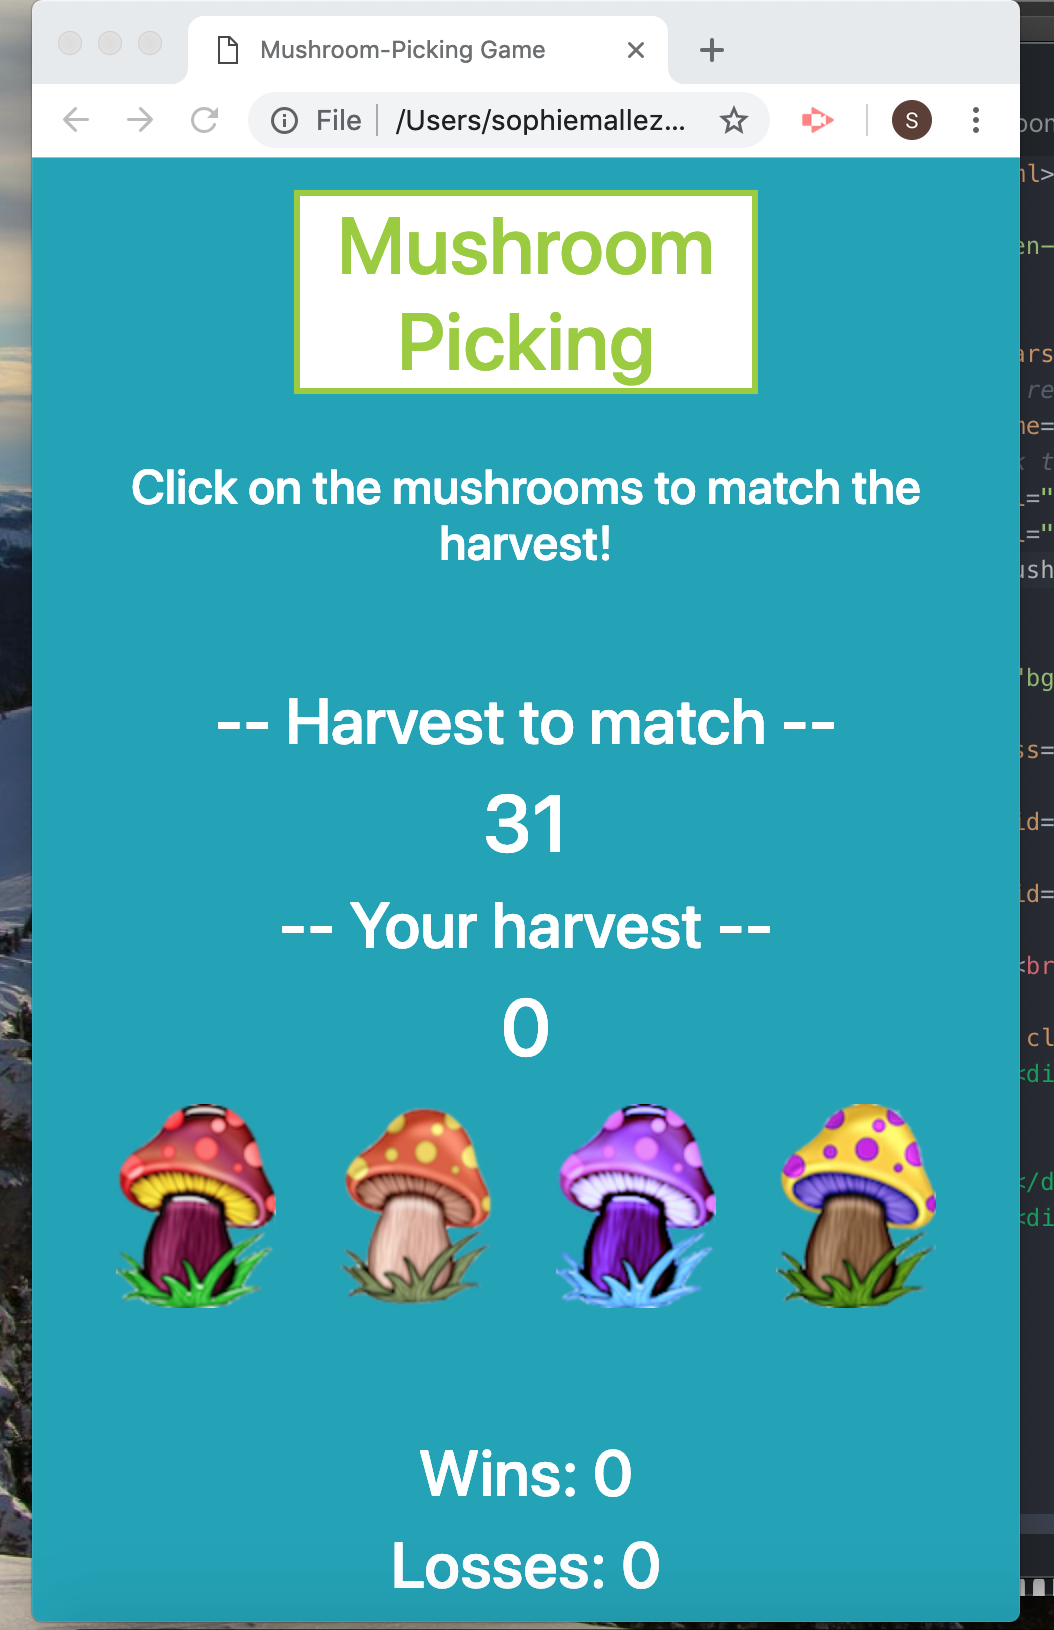 Mushroom-Picking Game
File
/Users/sophiemallez...
S
Mushroom
Picking
Click on the mushrooms to match the
harvest!
-- Harvest to match --
31
-- Your harvest --
0
Wins: 0
Losses: 0